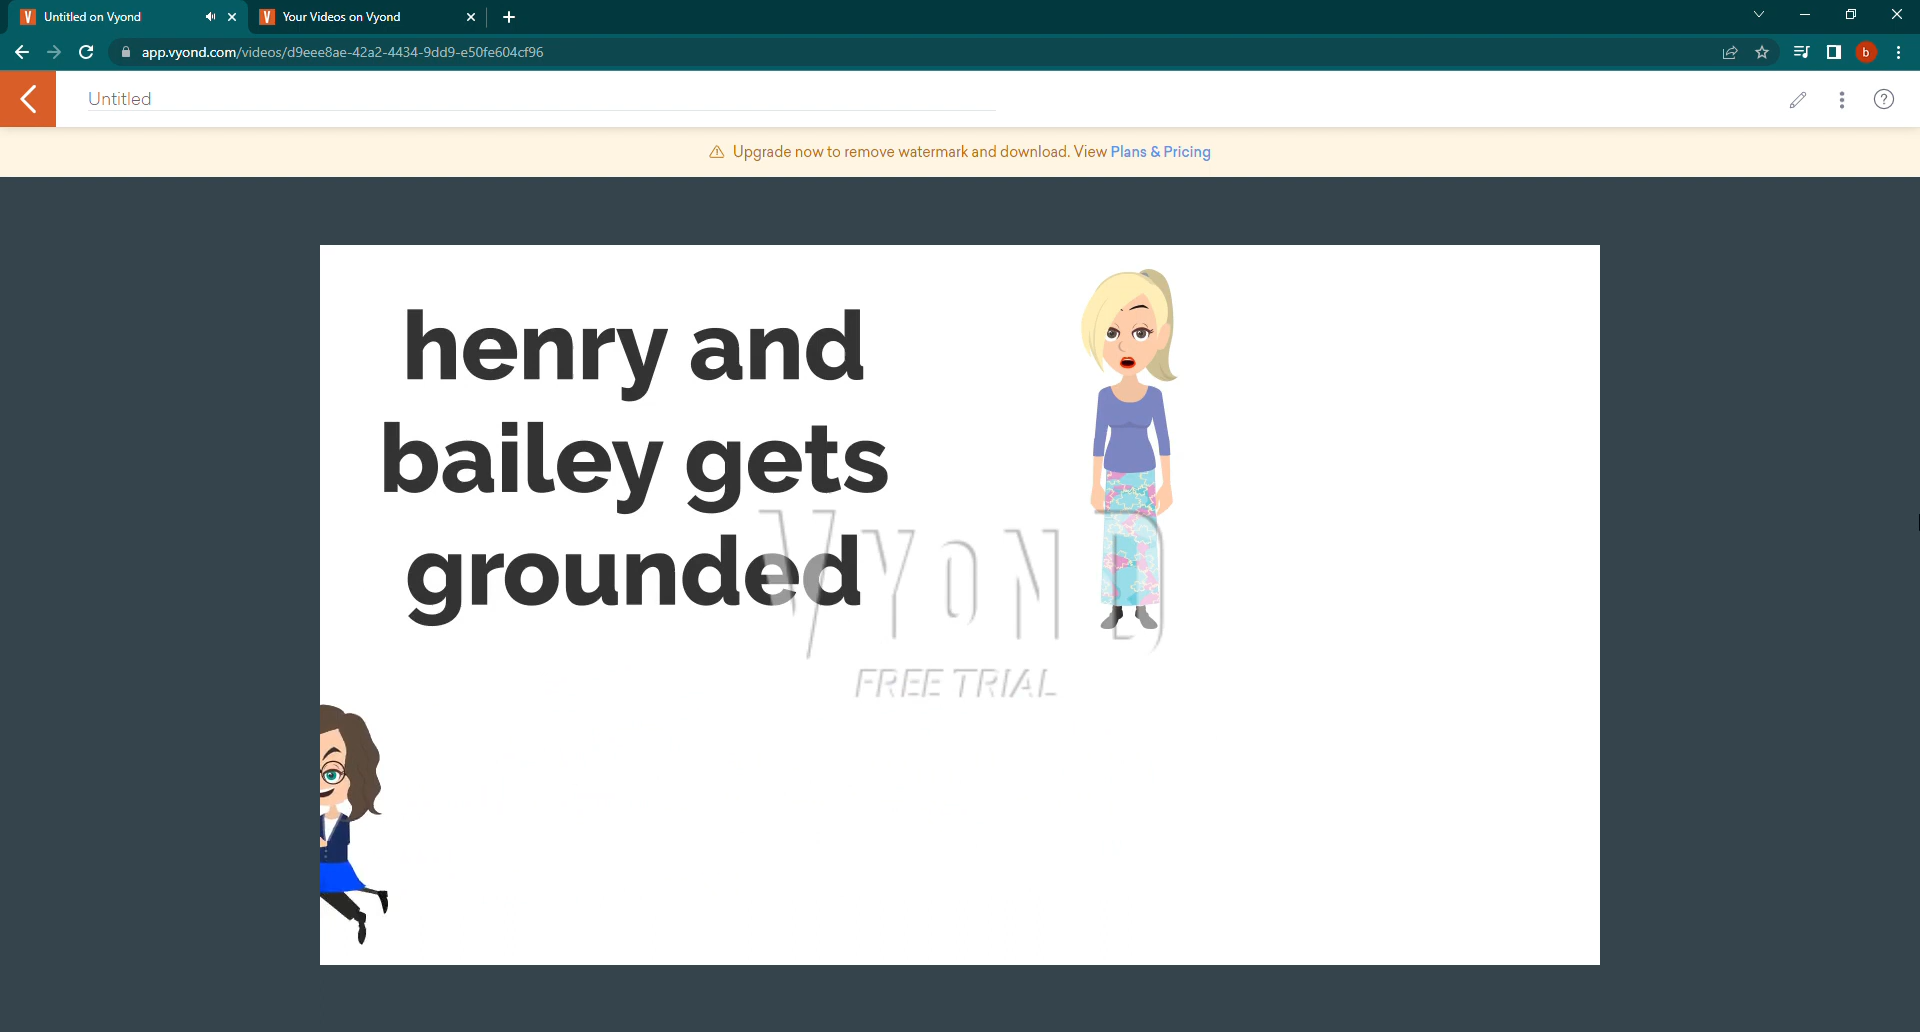 Untitled on Vyond
Your Videos on Vyond
app.vyond.com/videos/d9eee8ae-42a2-4434-9dd9-e50fe604cf96
b
Untitled
Upgrade now to remove watermark and download. View Plans & Pricing
henry and
bailey gets
grounded
VYOND
FREE TRIAL